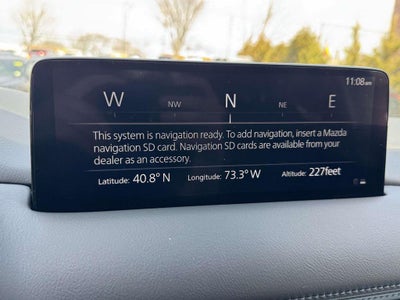 11:08am
W NW N NE E
This system is navigation ready. To add navigation, insert a Mazda
navigation SD card. Navigation SD cards are available from your
dealer as an accessory.
Latitude: 40.8° N Longitude: 73.3° W Altitude: 227feet